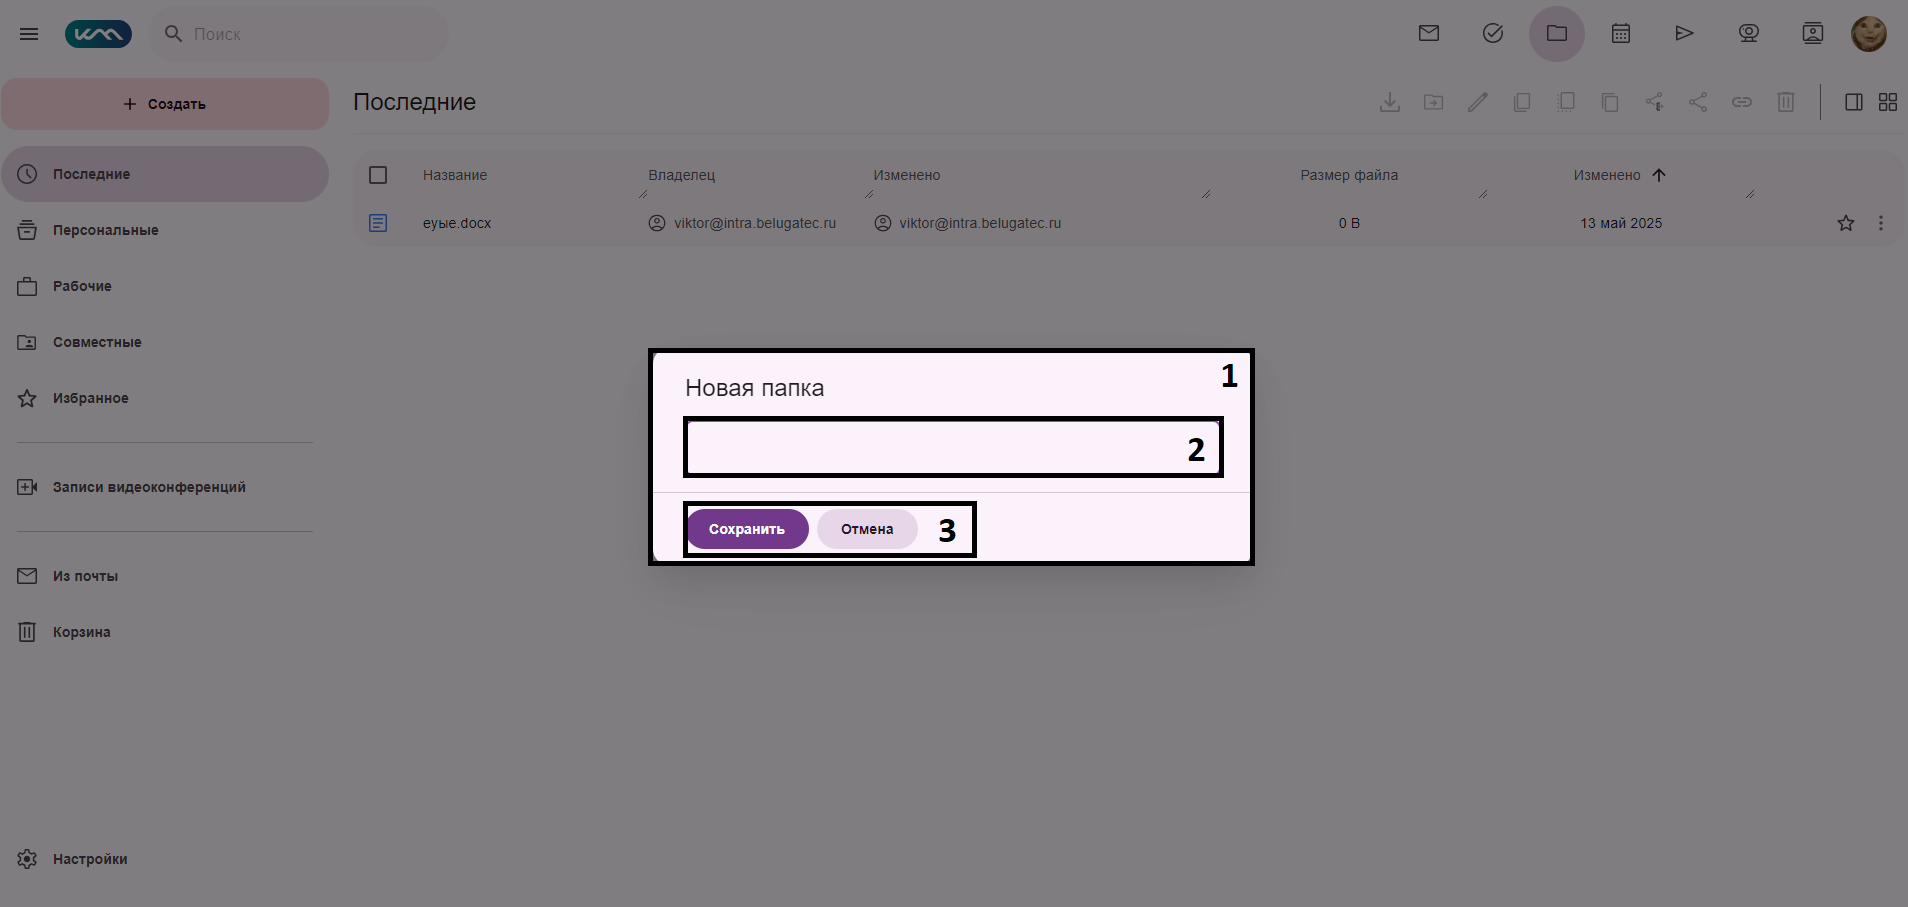 Поиск
Создать
Последние
Последние
Персональные
Рабочие
Совместные
Избранное
Записи видеоконференций
Из почты
Корзина
Настройки
Название Владелец Изменено Размер файла Изменено
еуые.docx viktor@intra.belugatec.ru viktor@intra.belugatec.ru 0 B 13 май 2025
1
Новая папка
2
Сохранить Отмена 3